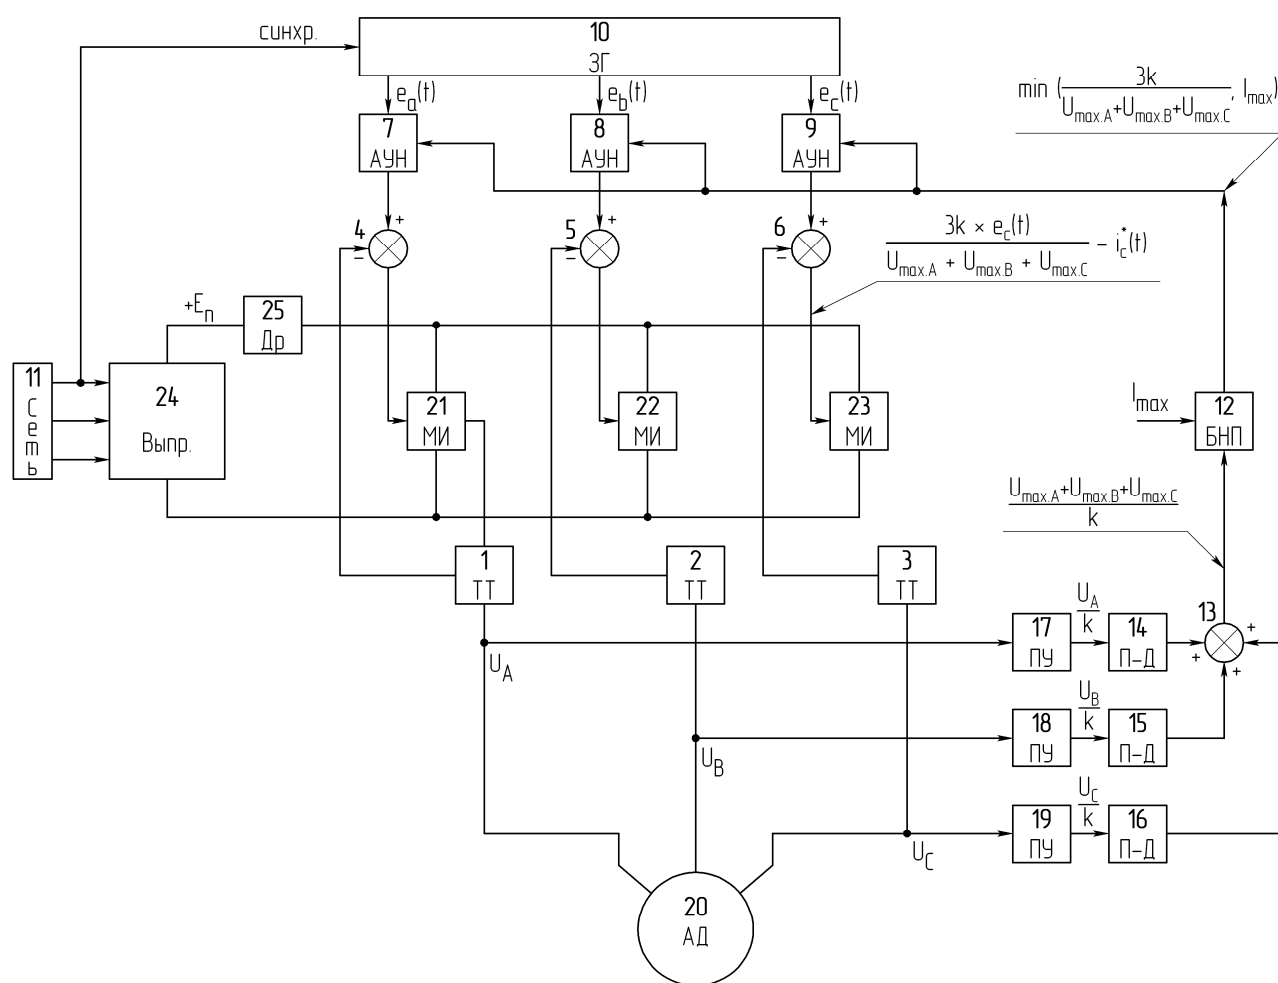 синхр.
10
ЗГ
e_a(t)
e_b(t)
e_c(t)
min (3k / U_max.A+U_max.B+U_max.C, I_max)
7
АУН
8
АУН
9
АУН
+
4
−
+
5
−
+
6
−
3k × e_c(t) / U_max.A + U_max.B + U_max.C − i_c^*(t)
+E_п
25
Др
11
Сеть
24
Выпр.
21
МИ
22
МИ
23
МИ
I_max
12
БНП
U_max.A+U_max.B+U_max.C / k
1
ТТ
2
ТТ
3
ТТ
13
+
+
+
U_A
17
ПУ
U_A / k
14
П-Д
U_B
18
ПУ
U_B / k
15
П-Д
U_C
19
ПУ
U_C / k
16
П-Д
20
АД